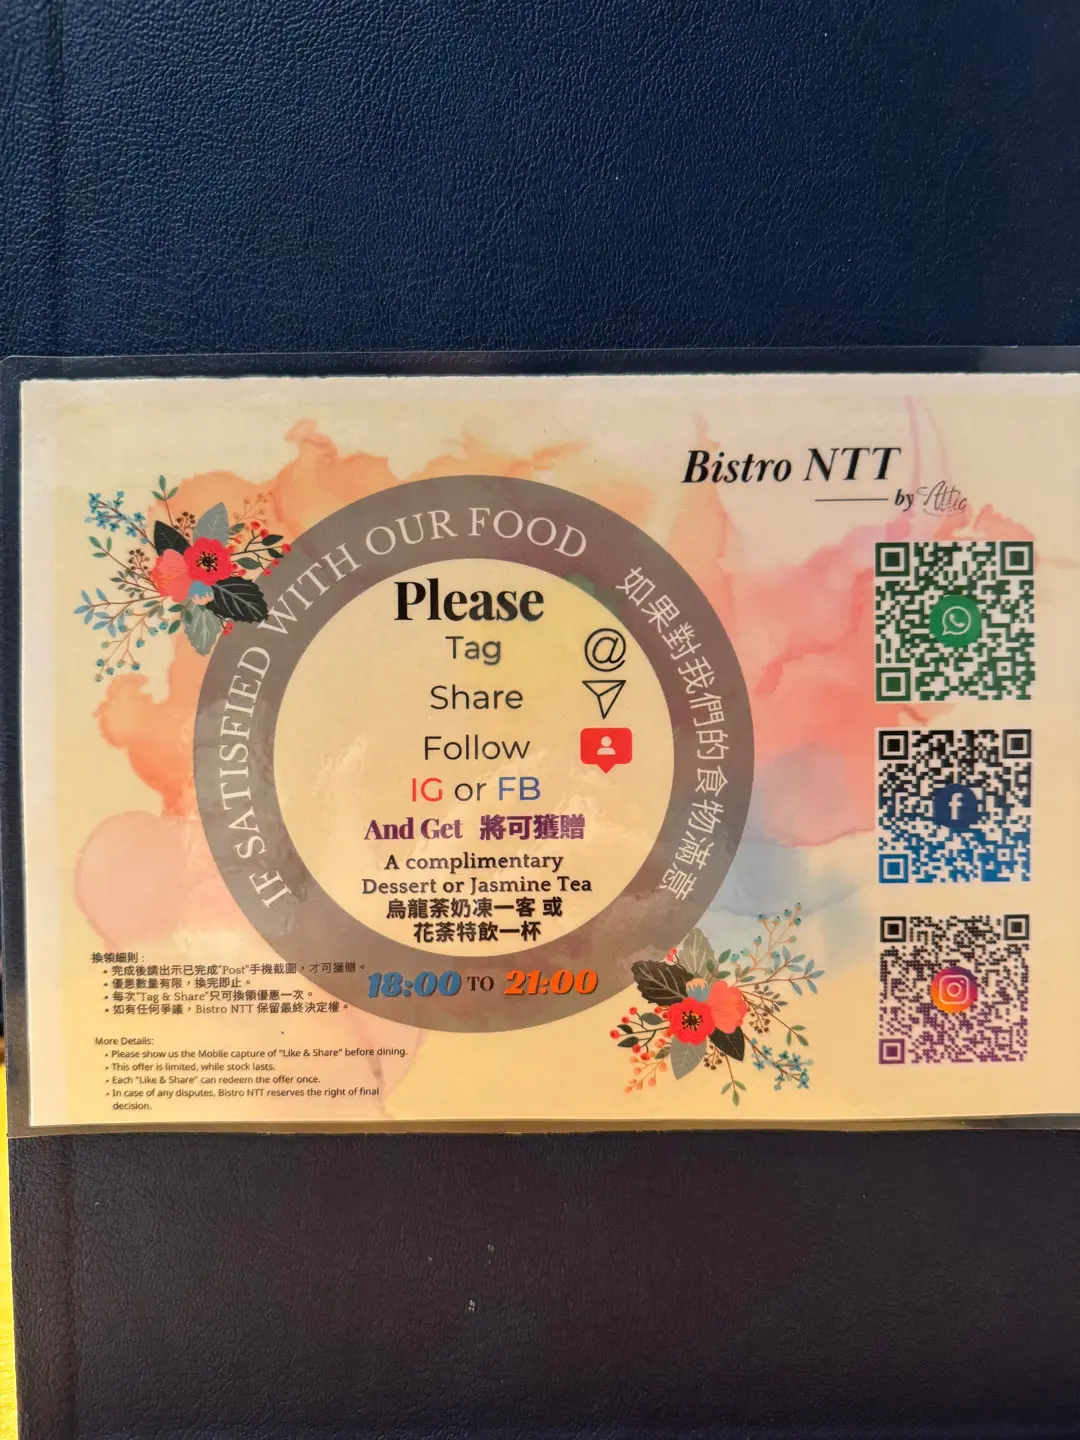 Bistro NTT
by Attic
IF SATISFIED WITH OUR FOOD
如果對我們的食物滿意
Please
Tag
@
Share
Follow
IG or FB
And Get 將可獲贈
A complimentary
Dessert or Jasmine Tea
烏龍茶奶凍一客 或
花茶特飲一杯
18:00 TO 21:00
換領細則:
• 完成後請出示已完成"Post"手機截圖，才可獲贈。
• 優惠數量有限，換完即止。
• 每次"Tag & Share"只可換領優惠一次。
• 如有任何爭議，Bistro NTT 保留最終決定權。
More Details:
• Please show us the Mobile capture of "Like & Share" before dining.
• This offer is limited, while stock lasts.
• Each "Like & Share" can redeem the offer once.
• In case of any disputes, Bistro NTT reserves the right of final
decision.